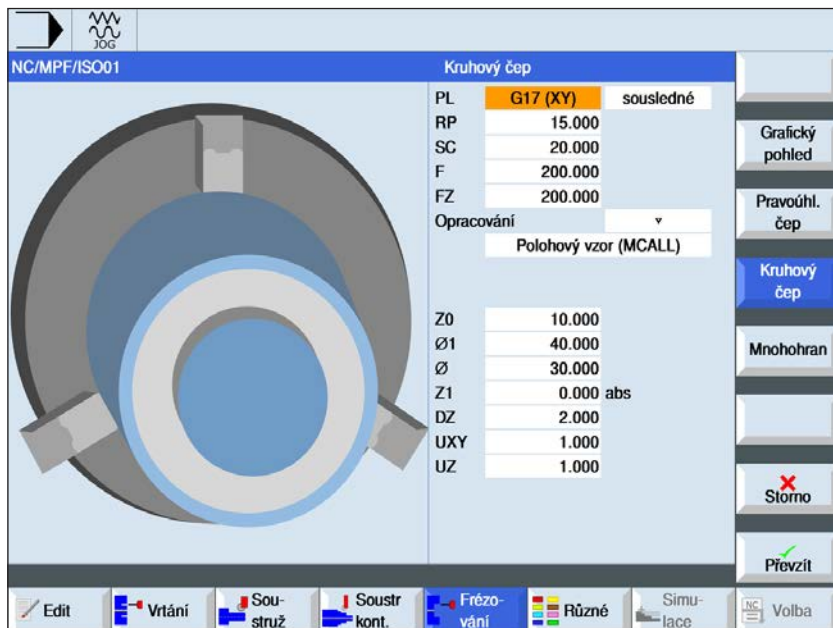 JOG
NC/MPF/ISO01
Kruhový čep
PL G17 (XY) sousledné
RP 15.000
SC 20.000
F 200.000
FZ 200.000
Opracování ▿
Polohový vzor (MCALL)
Z0 10.000
Ø1 40.000
Ø 30.000
Z1 0.000 abs
DZ 2.000
UXY 1.000
UZ 1.000
Grafický
pohled
Pravoúhl.
čep
Kruhový
čep
Mnohohran
Storno
Převzít
Edit
Vrtání
Sou-
struž
Soustr
kont.
Frézo-
vání
Různé
Simu-
lace
NC
Volba